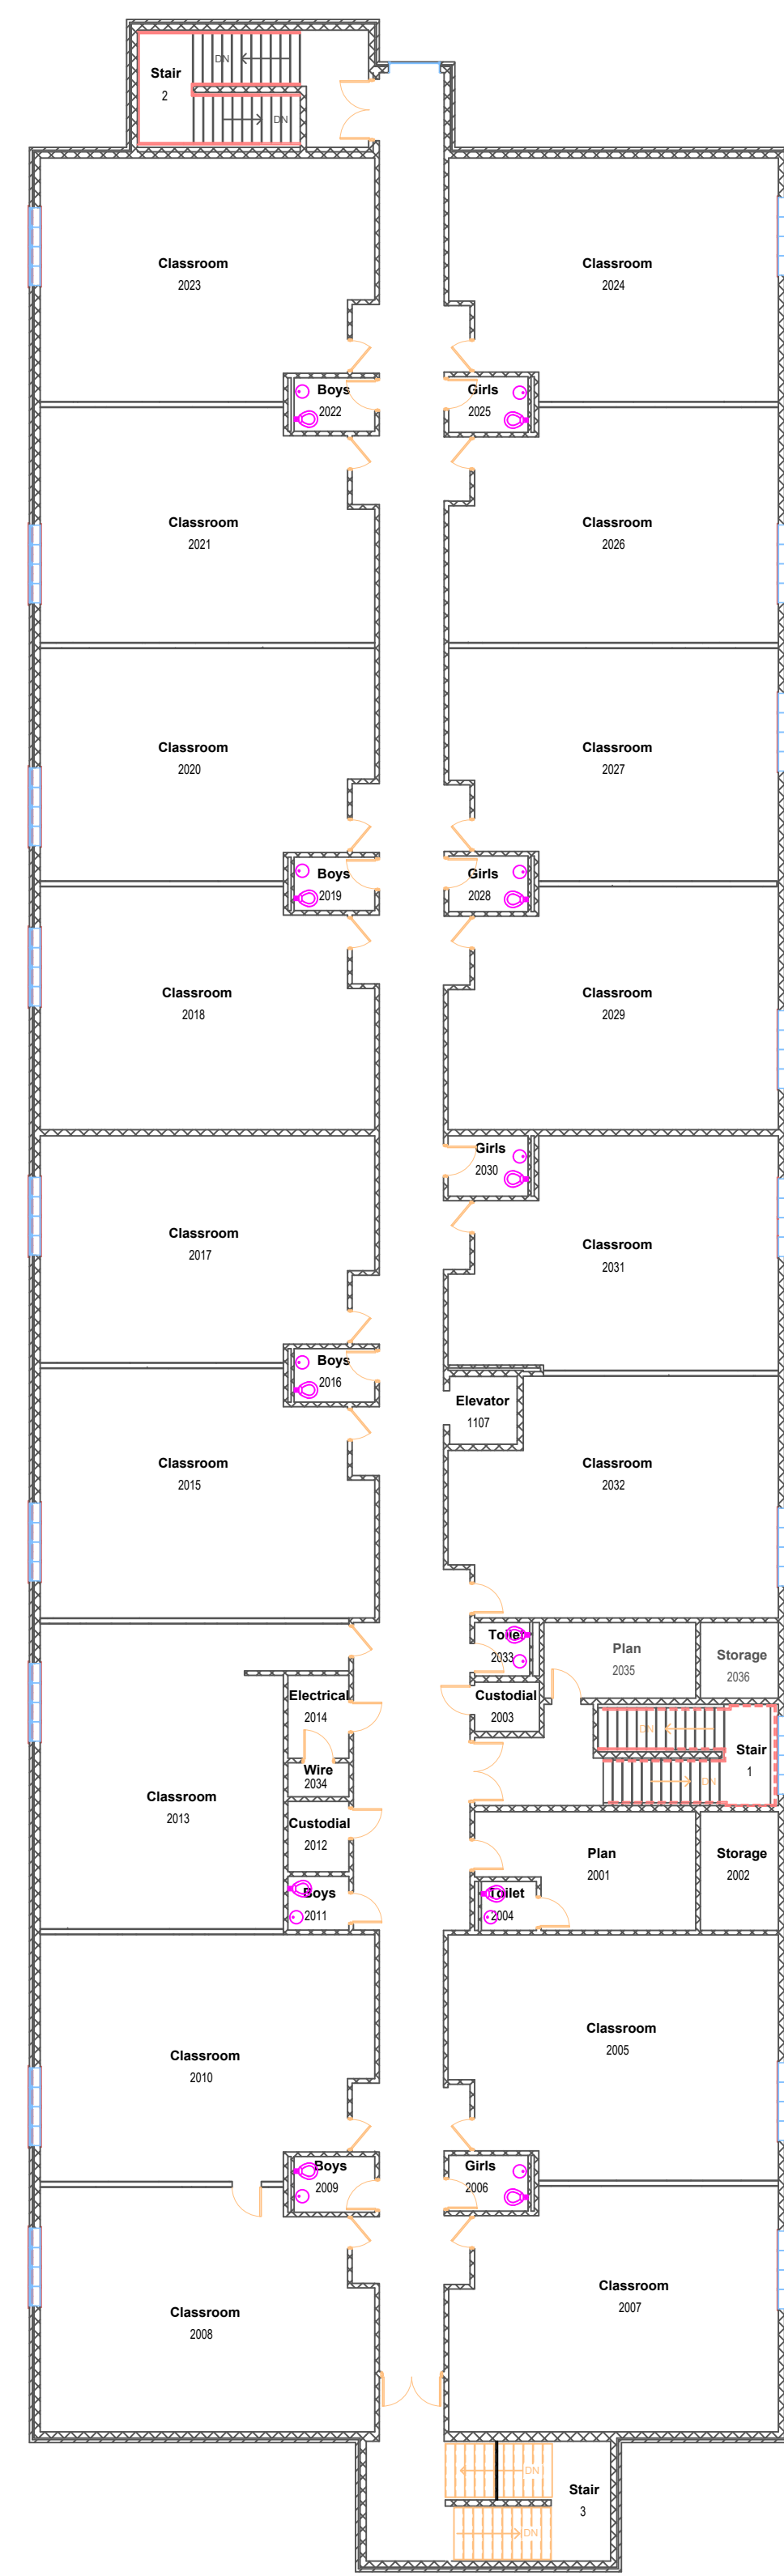 DN
Stair
2
DN
Classroom
2023
Classroom
2024
Boys
2022
Girls
2025
Classroom
2021
Classroom
2026
Classroom
2020
Classroom
2027
Boys
2019
Girls
2028
Classroom
2018
Classroom
2029
Girls
2030
Classroom
2017
Classroom
2031
Boys
2016
Elevator
1107
Classroom
2015
Classroom
2032
Toilet
2033
Plan
2035
Storage
2036
Electrical
2014
Custodial
2003
DN
Stair
1
DN
Wire
2034
Classroom
2013
Custodial
2012
Plan
2001
Storage
2002
Boys
2011
Toilet
2004
Classroom
2010
Classroom
2005
Boys
2009
Girls
2006
Classroom
2008
Classroom
2007
DN
Stair
3
DN